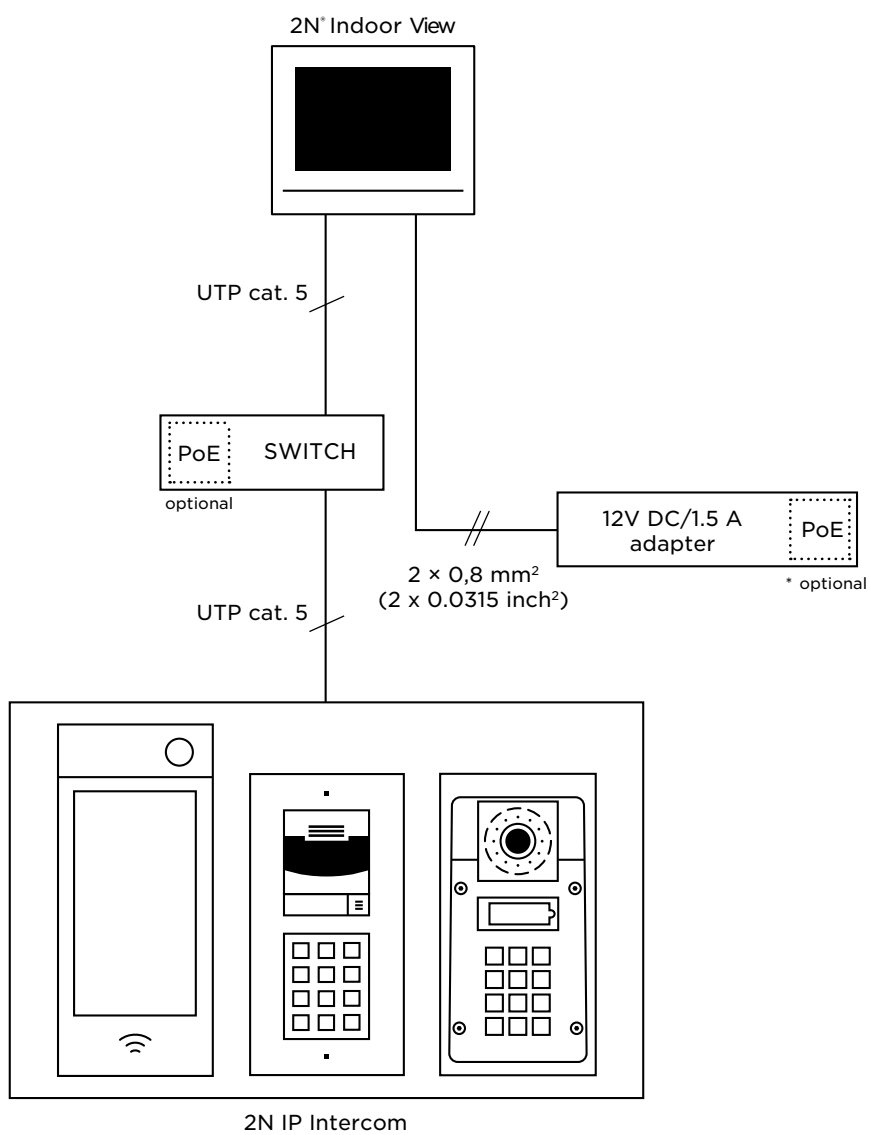 2N® Indoor View
UTP cat. 5
PoE
SWITCH
optional
12V DC/1.5 A
adapter
PoE
* optional
2 × 0,8 mm²
(2 x 0.0315 inch²)
UTP cat. 5
2N IP Intercom